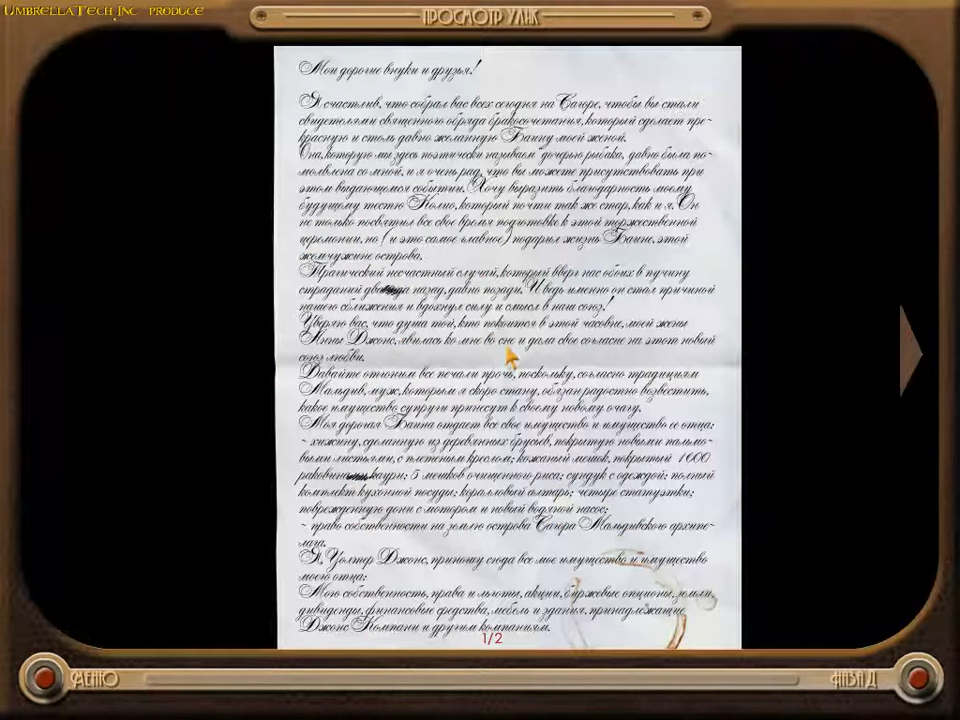 UmbrellaTech.Inc produce
ПРОСМОТР УЛИК
Мои дорогие внуки и друзья!
Я счастлив, что собрал вас всех сегодня на Сагоре, чтобы вы стали
свидетелями священного обряда бракосочетания, который сделает пре-
красную и столь давно желанную Баину моей женой.
Она, которую мы здесь поэтически называем "дочерью рыбака, давно была по-
молвлена со мной, и я очень рад, что вы можете присутствовать при
этом выдающемся событии. Хочу выразить благодарность моему
будущему тестю Колио, который почти так же стар, как и я. Он
не только посвятил все свое время подготовке к этой торжественной
церемонии, но (и это самое главное) подарил жизнь Баине, этой
жемчужине острова.
Трагический несчастный случай, который вверг нас обоих в пучину
страданий назад, давно позади. И ведь именно он стал причиной
нашего сближения и вдохнул силу и смысл в наш союз!
Уверяю вас, что душа той, кто покоится в этой часовне, моей жены
Инны Джонс, явилась ко мне во сне и дала свое согласие на этот новый
союз любви.
Давайте отгоним все печали прочь, поскольку, согласно традициям
Мальдив, муж, которым я скоро стану, обязан радостно возвестить,
какое имущество супруги принесут к своему новому очагу.
Моя дорогая Баина отдает все свое имущество и имущество ее отца:
- хижину, сделанную из деревянных брусьев, покрытую новыми пальмо-
выми листьями, с плетеным креслом; кожаный мешок, покрытый 1000
каури; 5 мешков очищенного риса; сундук с одеждой; полный
комплект кухонной посуды; коралловый алтарь; четыре статуэтки;
поврежденную дони с мотором и новый водяной насос;
- право собственности на землю острова Сагора Мальдивского архипе-
лага.
Я, Уолтер Джонс, приношу сюда все мое имущество и имущество
моего отца:
Мою собственность, права и льготы, акции, биржевые опционы, земли,
дивиденды, финансовые средства, мебель и здания, принадлежащие
Джонс Компани и другим компаниям.
1/2
МЕНЮ
НАЗАД